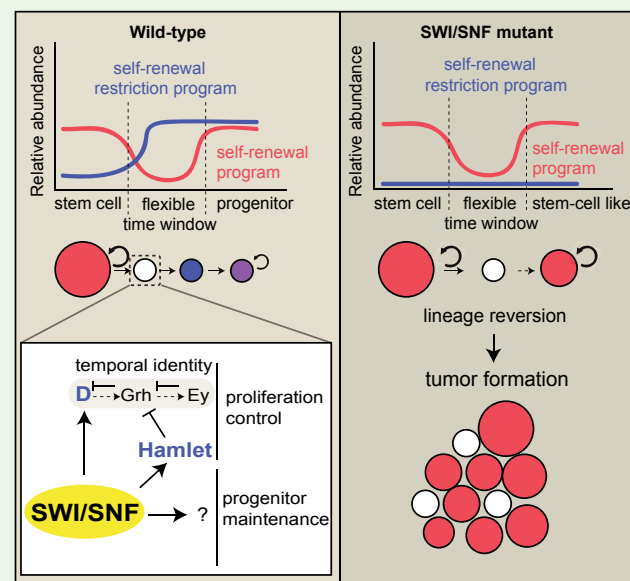 Wild-type
Relative abundance
self-renewal
restriction program
self-renewal
program
stem cell
flexible
progenitor
time window
temporal identity
D
Grh
Ey
proliferation
control
Hamlet
SWI/SNF
?
progenitor
maintenance
SWI/SNF mutant
Relative abundance
self-renewal
restriction program
self-renewal
program
stem cell
flexible
stem-cell like
time window
lineage reversion
tumor formation